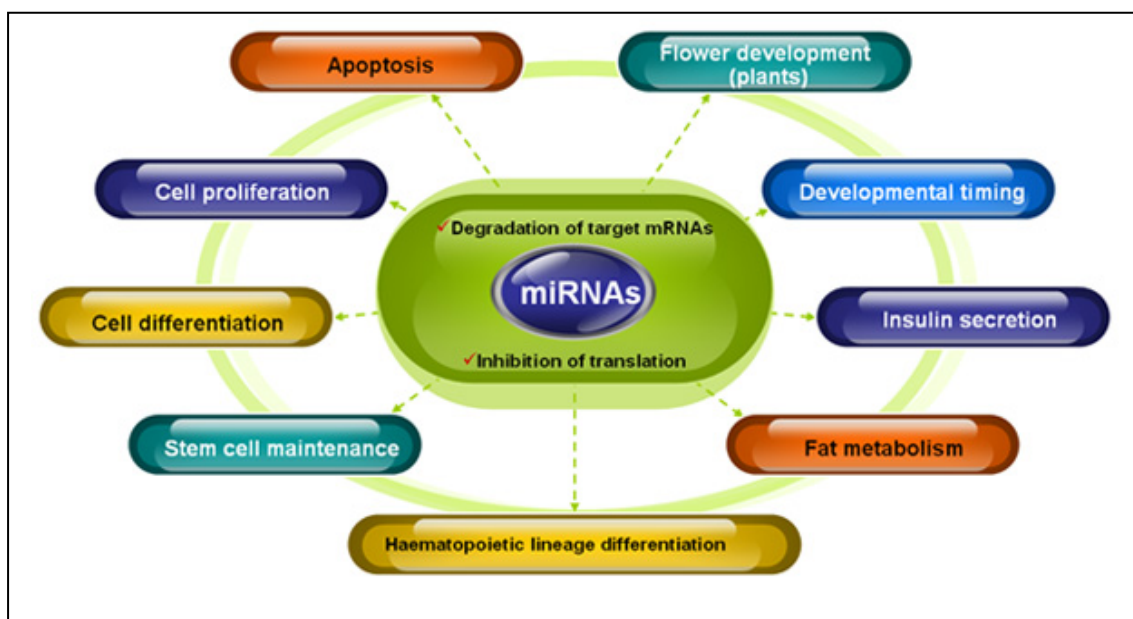 Apoptosis
Flower development
(plants)
Cell proliferation
Developmental timing
✓Degradation of target mRNAs
miRNAs
Cell differentiation
Insulin secretion
✓Inhibition of translation
Stem cell maintenance
Fat metabolism
Haematopoietic lineage differentiation